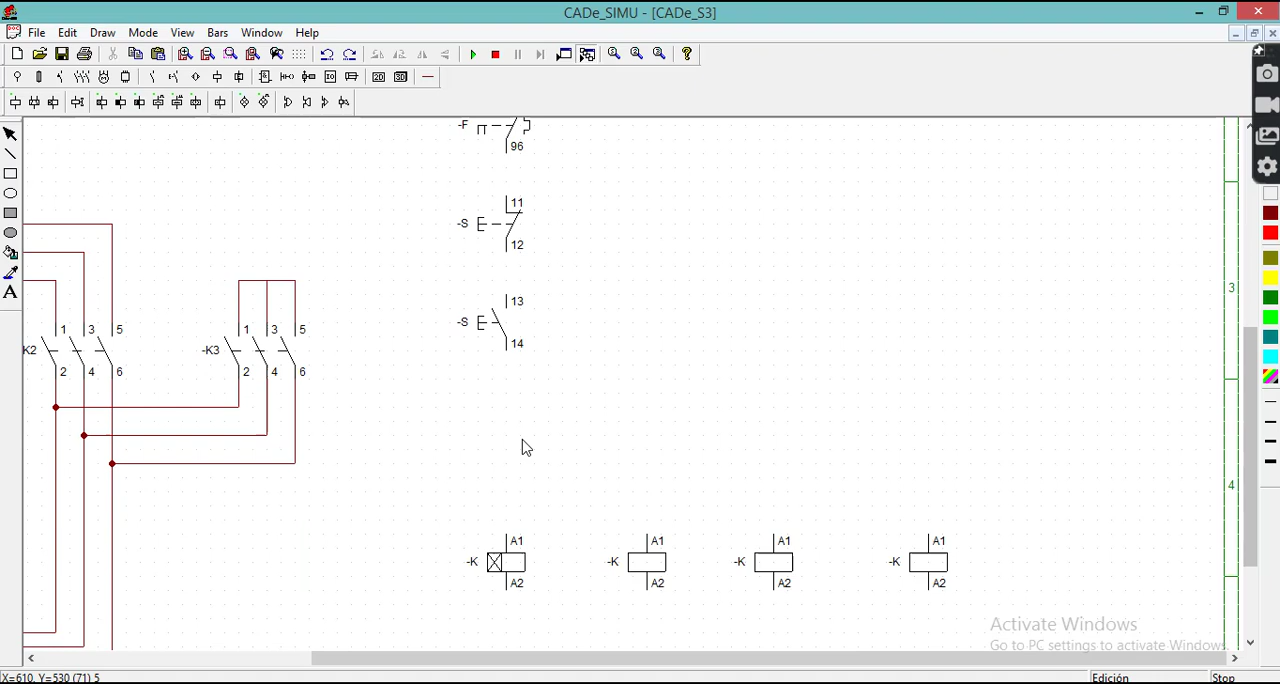 CADe_SIMU - [CADe_S3]
File Edit Draw Mode View Bars Window Help
A
-F
96
11
-S
12
13
-S
14
1 3 5
K2
2 4 6
1 3 5
-K3
2 4 6
3
4
A1 A1 A1 A1
-K -K -K -K
A2 A2 A2 A2
Activate Windows
Go to PC settings to activate Windows.
X=610, Y=530 (71) 5 Edición Stop